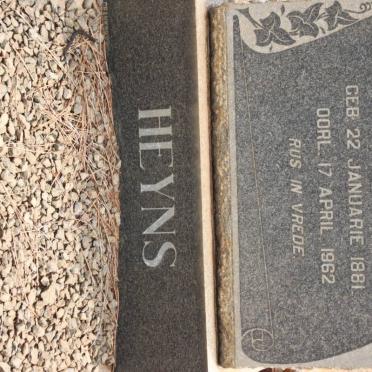 GEB. 22 JANUARIE 1881.
OORL. 17 APRIL 1962
RUS IN VREDE
HEYNS